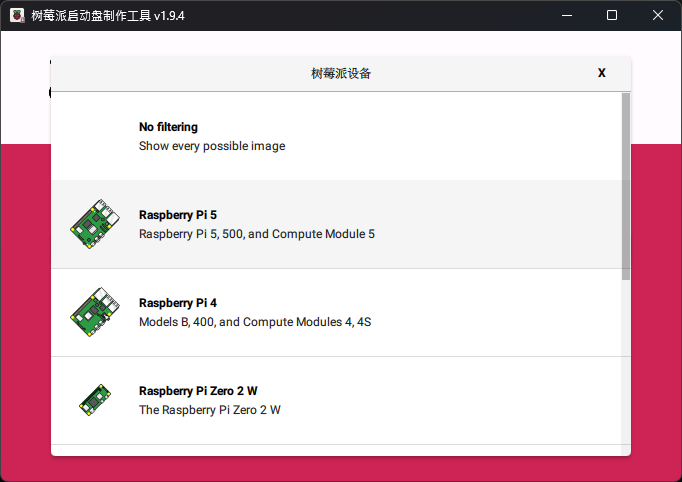 树莓派启动盘制作工具 v1.9.4
树莓派设备
X
No filtering
Show every possible image
Raspberry Pi 5
Raspberry Pi 5, 500, and Compute Module 5
Raspberry Pi 4
Models B, 400, and Compute Modules 4, 4S
Raspberry Pi Zero 2 W
The Raspberry Pi Zero 2 W